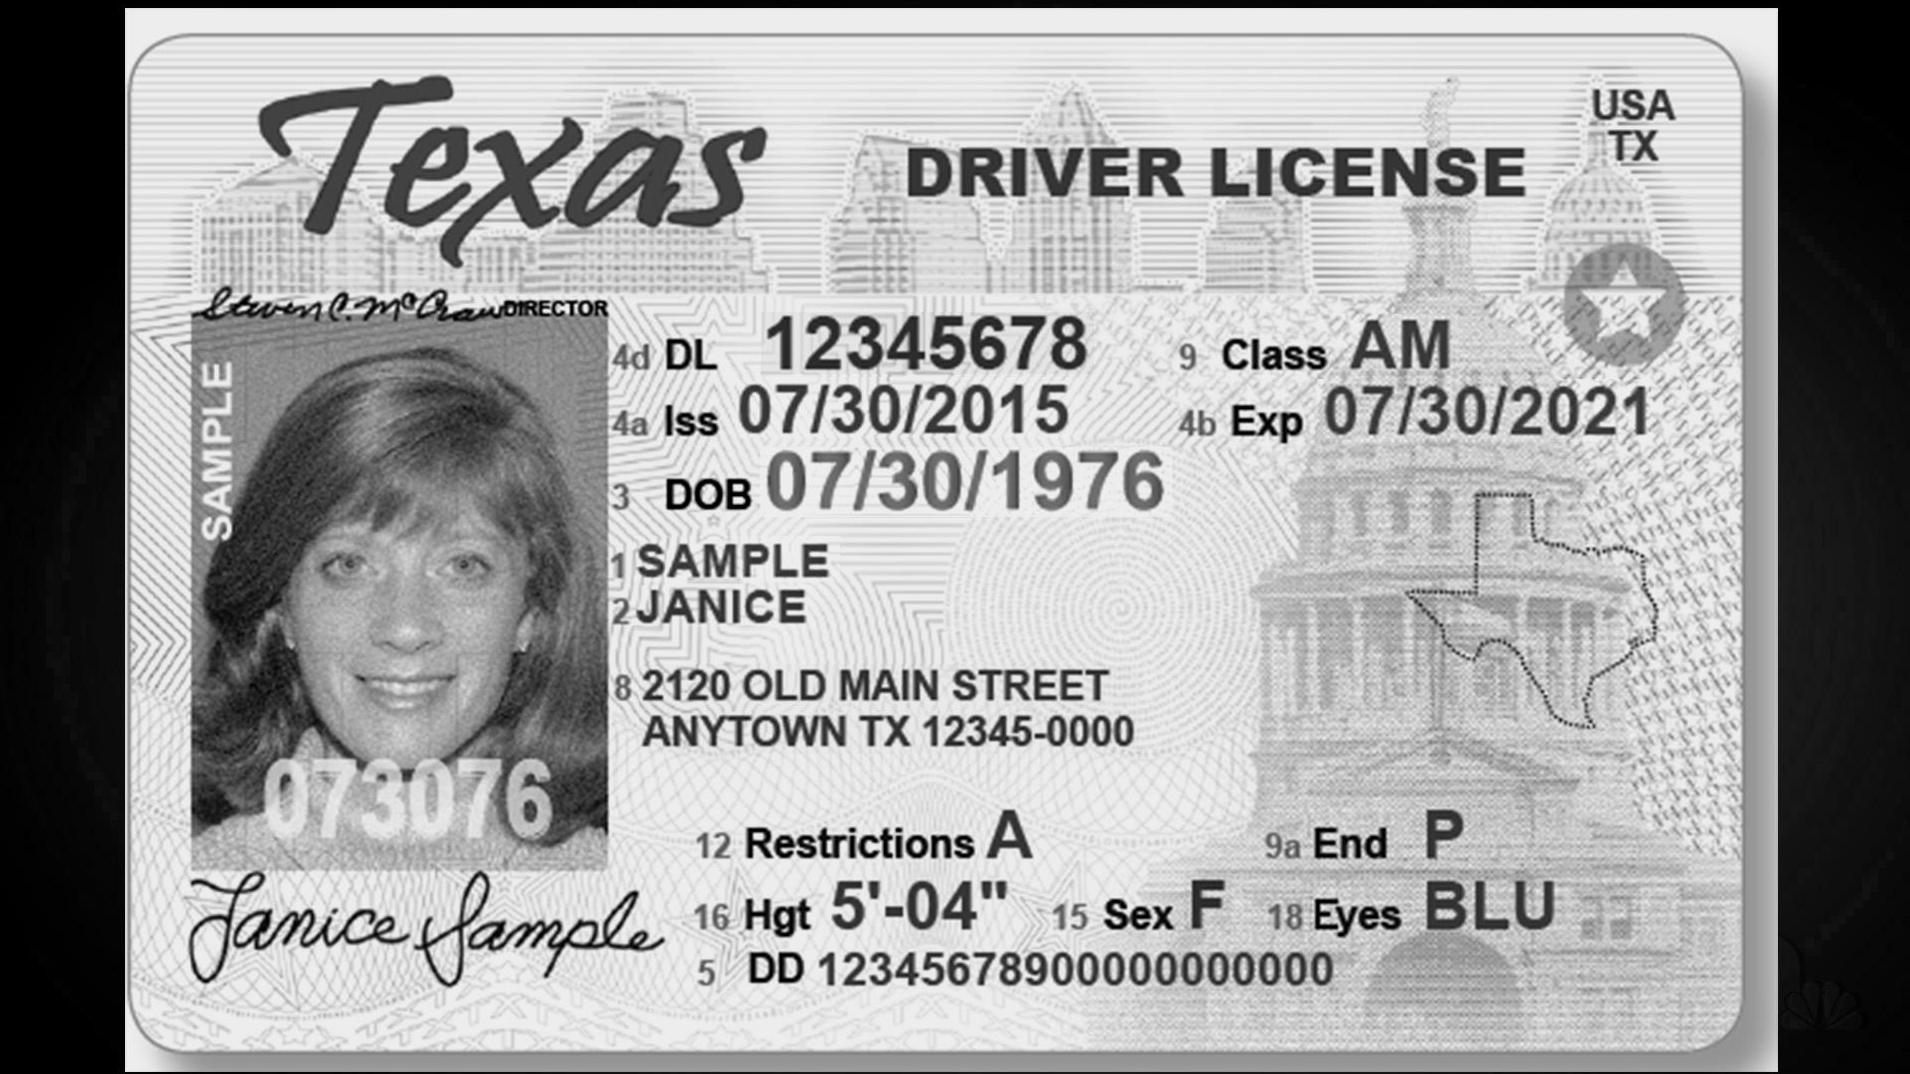 Texas
DRIVER LICENSE
USA
TX
Steven C. McCraw DIRECTOR
SAMPLE
4d DL 12345678 9 Class AM
4a Iss 07/30/2015 4b Exp 07/30/2021
3 DOB 07/30/1976
1 SAMPLE
2 JANICE
8 2120 OLD MAIN STREET
ANYTOWN TX 12345-0000
073076
12 Restrictions A 9a End P
16 Hgt 5'-04" 15 Sex F 18 Eyes BLU
5 DD 12345678900000000000
Janice Sample